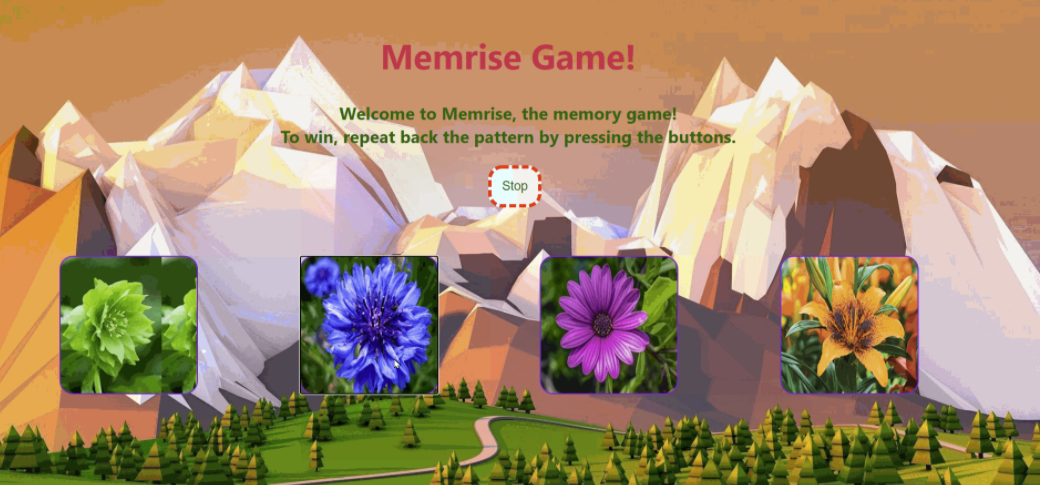 Memrise Game!
Welcome to Memrise, the memory game!
To win, repeat back the pattern by pressing the buttons.
Stop